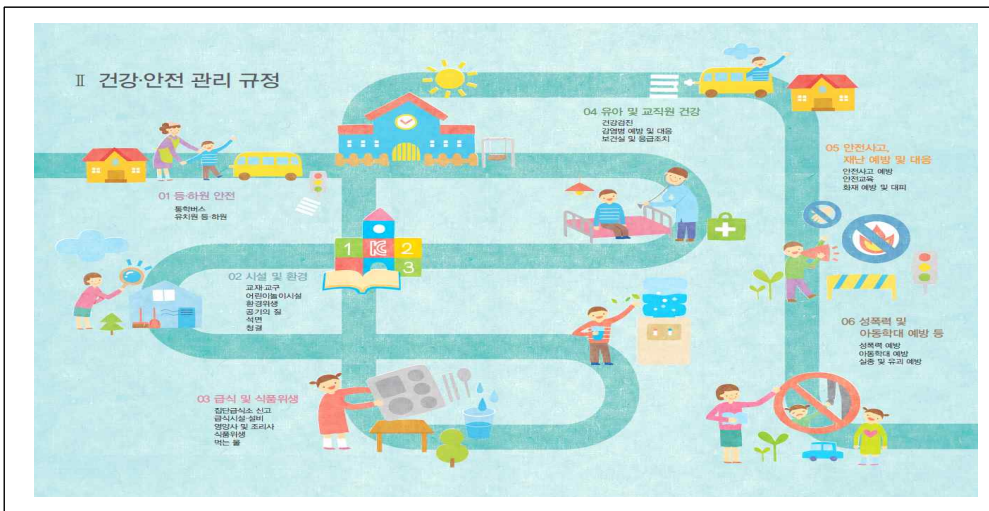 Ⅱ 건강·안전 관리 규정
01 등·하원 안전
통학버스
유치원 등·하원
1 KC 2
3
02 시설 및 환경
교재·교구
어린이놀이시설
환경위생
공기의 질
석면
청결
03 급식 및 식품위생
집단급식소 신고
급식시설·설비
영양사 및 조리사
식품위생
먹는 물
04 유아 및 교직원 건강
건강검진
감염병 예방 및 대응
보건실 및 응급조치
05 안전사고,
재난 예방 및 대응
안전사고 예방
안전교육
화재 예방 및 대피
06 성폭력 및
아동학대 예방 등
성폭력 예방
아동학대 예방
실종 및 유괴 예방